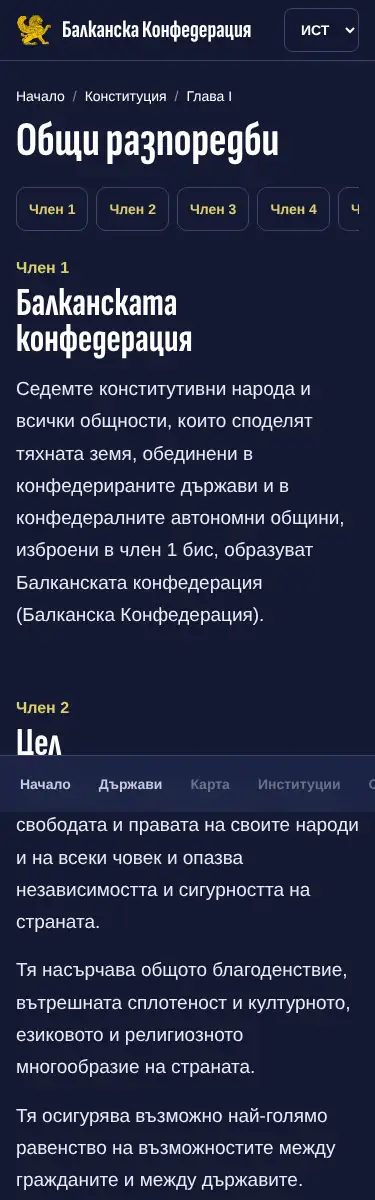 Балканска Конфедерация
ИСТ
Начало / Конституция / Глава I
Общи разпоредби
Член 1
Член 2
Член 3
Член 4
Член 1
Балканската
конфедерация
Седемте конститутивни народа и
всички общности, които споделят
тяхната земя, обединени в
конфедерираните държави и в
конфедералните автономни общини,
изброени в член 1 бис, образуват
Балканската конфедерация
(Балканска Конфедерация).
Член 2
Цел
Начало
Държави
Карта
Институции
свободата и правата на своите народи
и на всеки човек и опазва
независимостта и сигурността на
страната.
Тя насърчава общото благоденствие,
вътрешната сплотеност и културното,
езиковото и религиозното
многообразие на страната.
Тя осигурява възможно най-голямо
равенство на възможностите между
гражданите и между държавите.